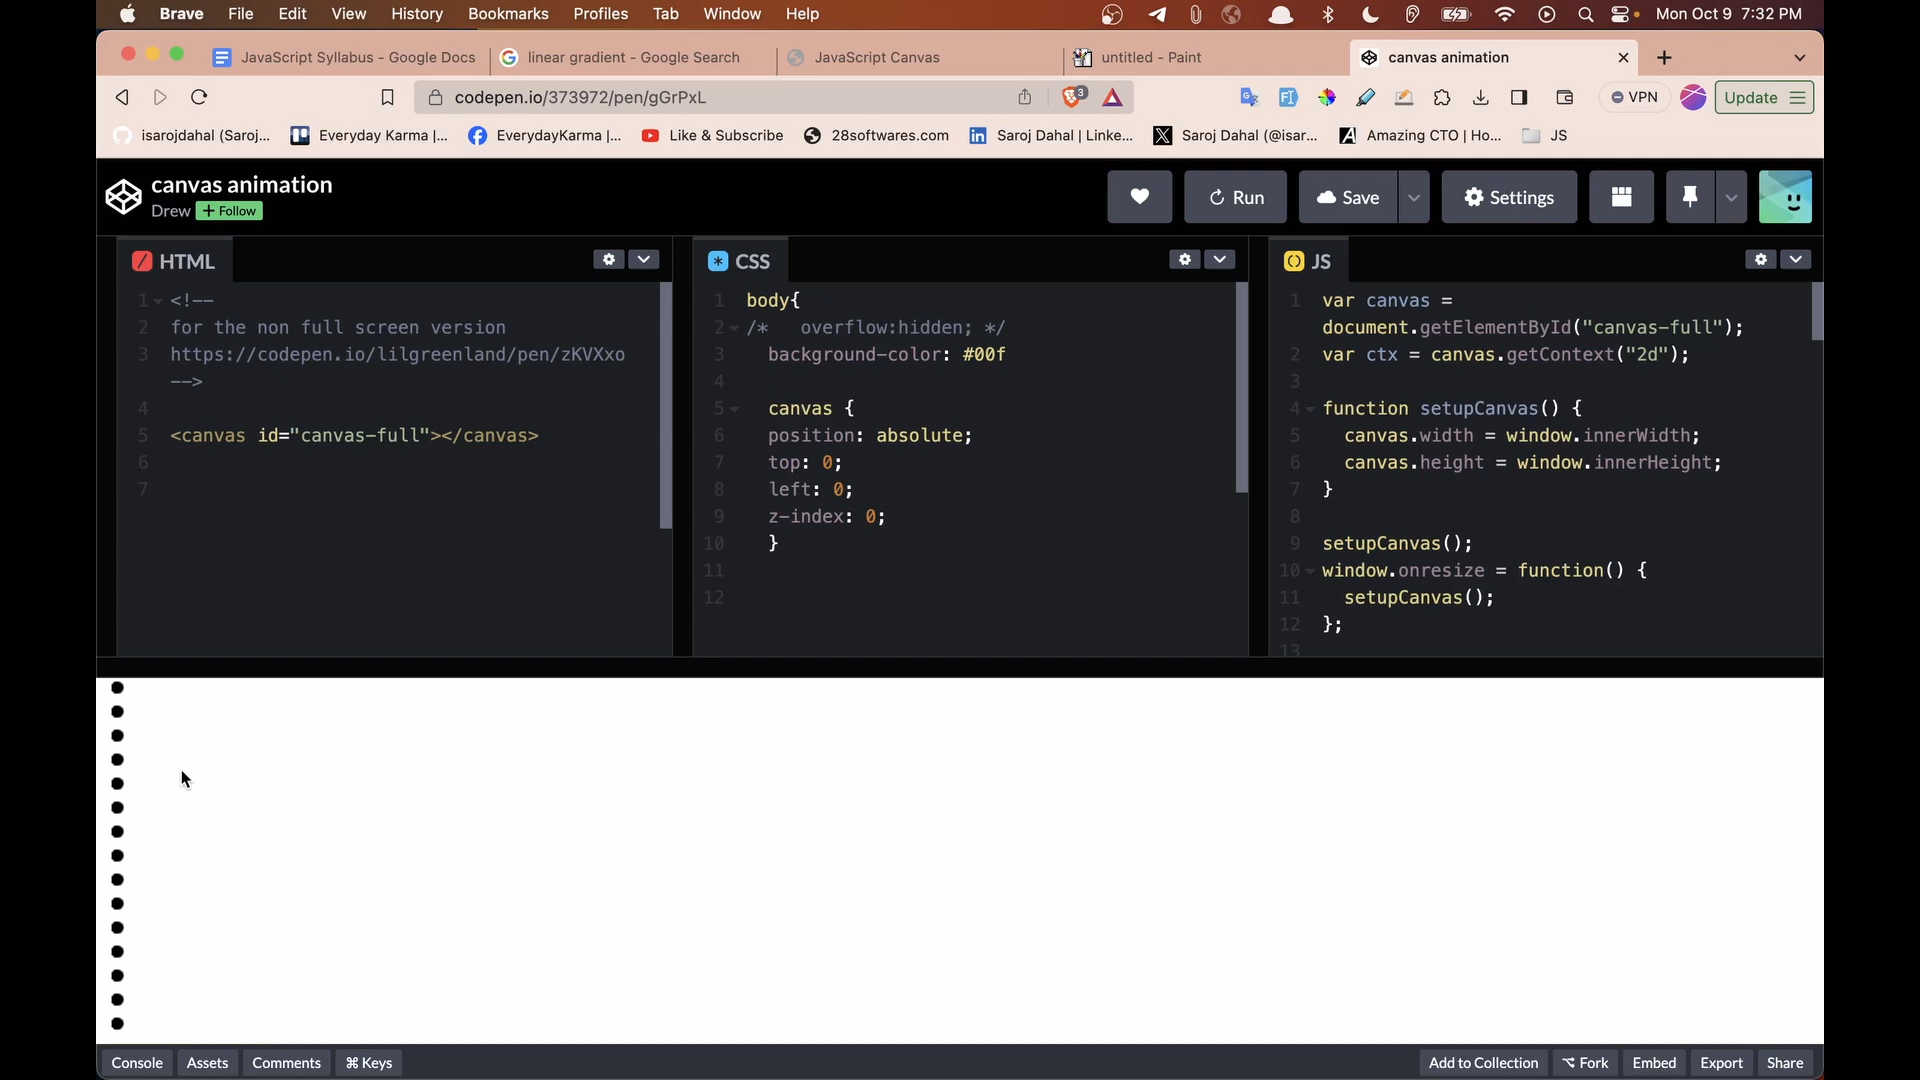 Brave File Edit View History Bookmarks Profiles Tab Window Help Mon Oct 9 7:32 PM
JavaScript Syllabus - Google Docs linear gradient - Google Search JavaScript Canvas untitled - Paint canvas animation
codepen.io/373972/pen/gGrPxL 3 VPN Update
isarojdahal (Saroj... Everyday Karma |... EverydayKarma |... Like & Subscribe 28softwares.com Saroj Dahal | Linke... Saroj Dahal (@isar... Amazing CTO | Ho... JS
canvas animation
Drew + Follow
Run Save Settings
HTML
1 <!--
2 for the non full screen version
3 https://codepen.io/lilgreenland/pen/zKVXxo
-->
4
5 <canvas id="canvas-full"></canvas>
6
7
CSS
1 body{
2 /* overflow:hidden; */
3 background-color: #00f
4
5 canvas {
6 position: absolute;
7 top: 0;
8 left: 0;
9 z-index: 0;
10 }
11
12
JS
1 var canvas =
document.getElementById("canvas-full");
2 var ctx = canvas.getContext("2d");
3
4 function setupCanvas() {
5 canvas.width = window.innerWidth;
6 canvas.height = window.innerHeight;
7 }
8
9 setupCanvas();
10 window.onresize = function() {
11 setupCanvas();
12 };
13
Console Assets Comments ⌘ Keys Add to Collection ⌥ Fork Embed Export Share